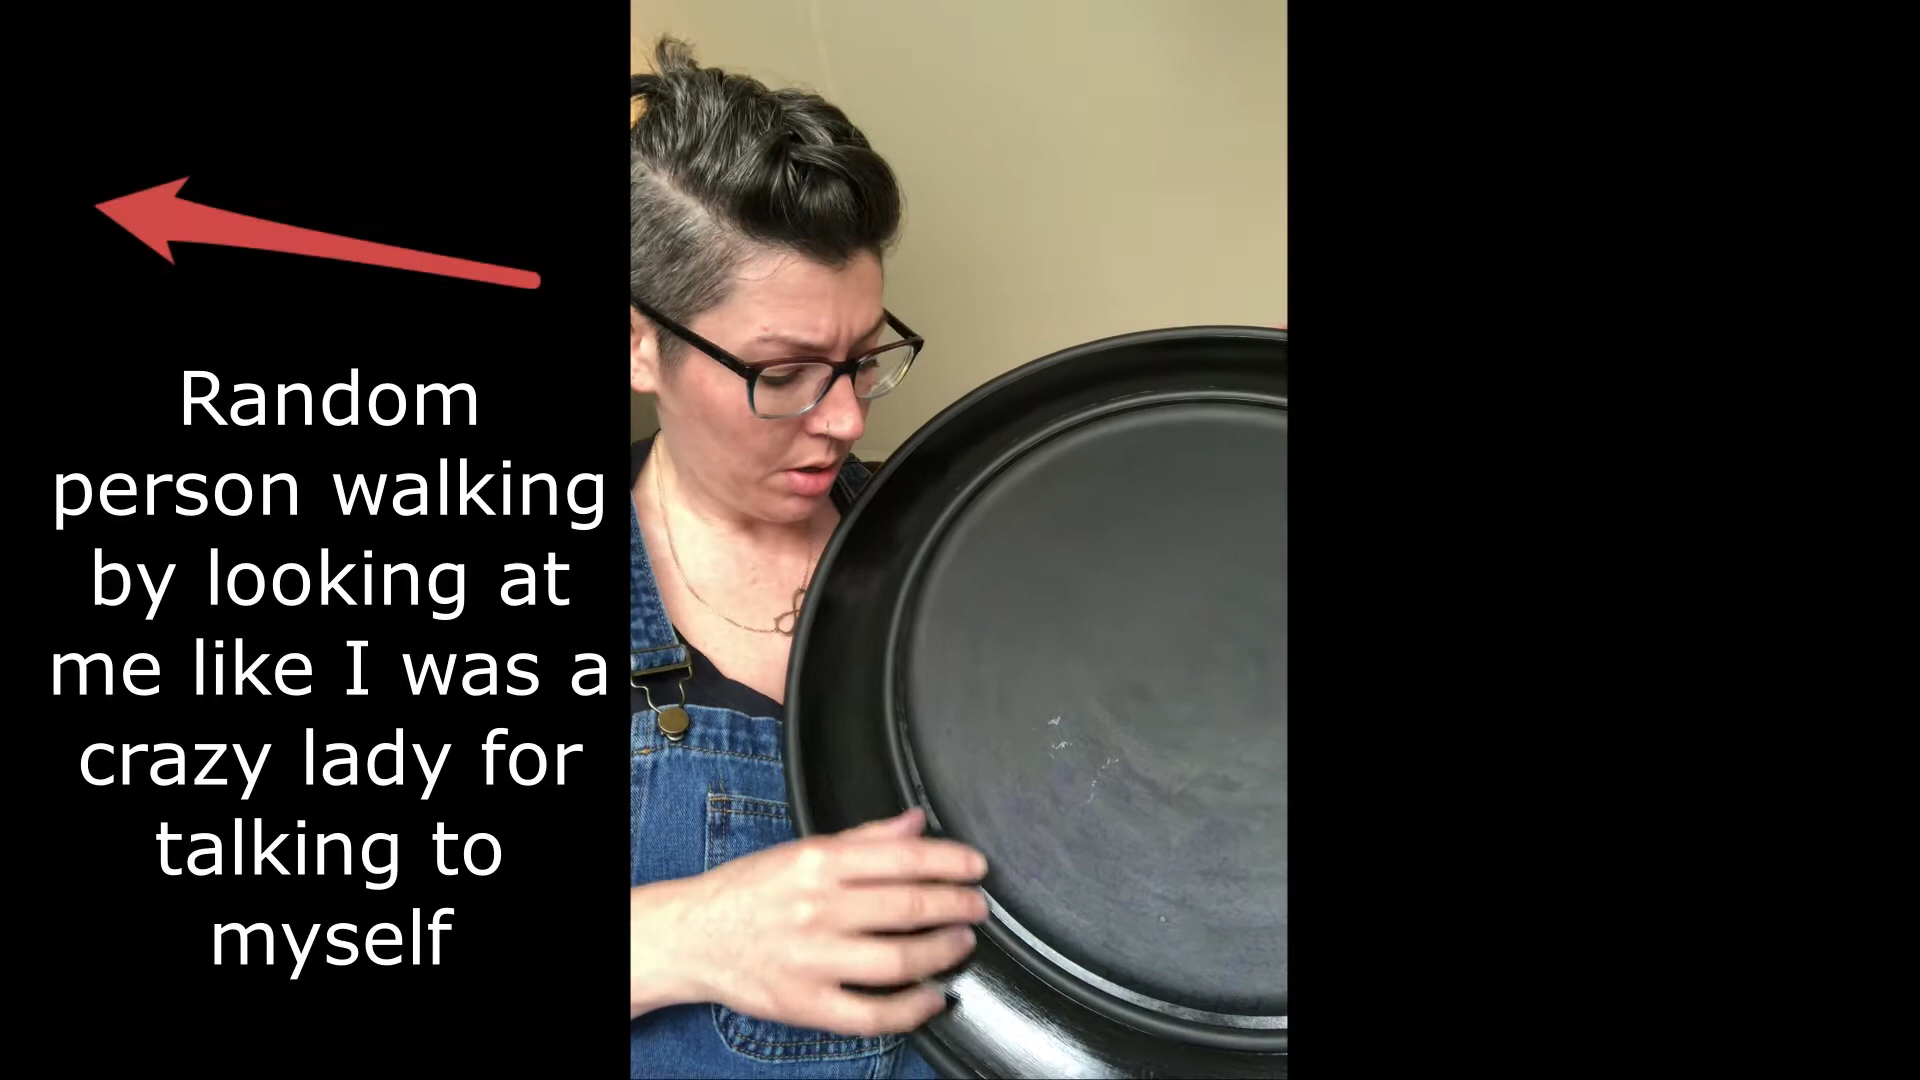 Random
person walking
by looking at
me like I was a
crazy lady for
talking to
myself